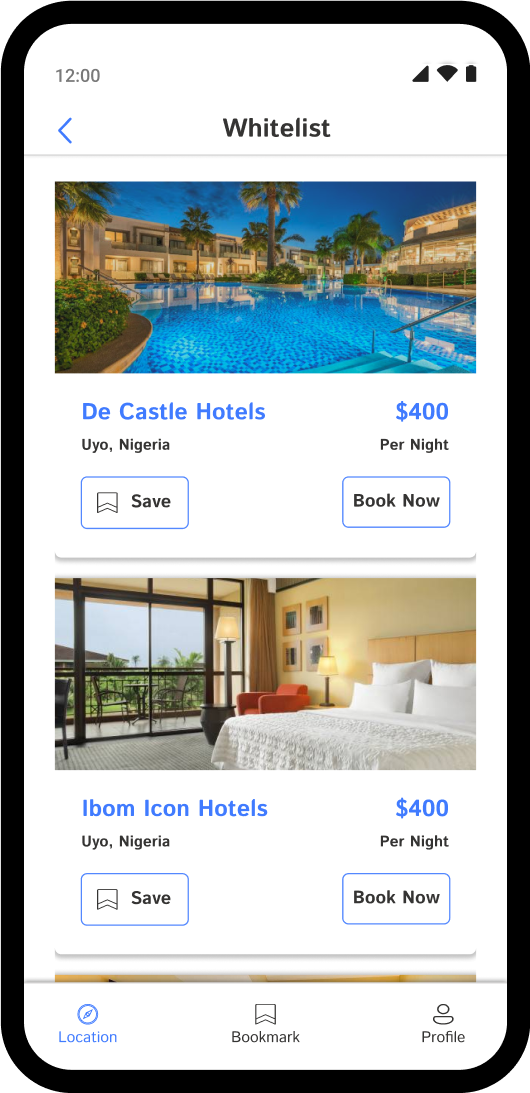 12:00
Whitelist
De Castle Hotels $400
Uyo, Nigeria Per Night
Save Book Now
Ibom Icon Hotels $400
Uyo, Nigeria Per Night
Save Book Now
Location Bookmark Profile